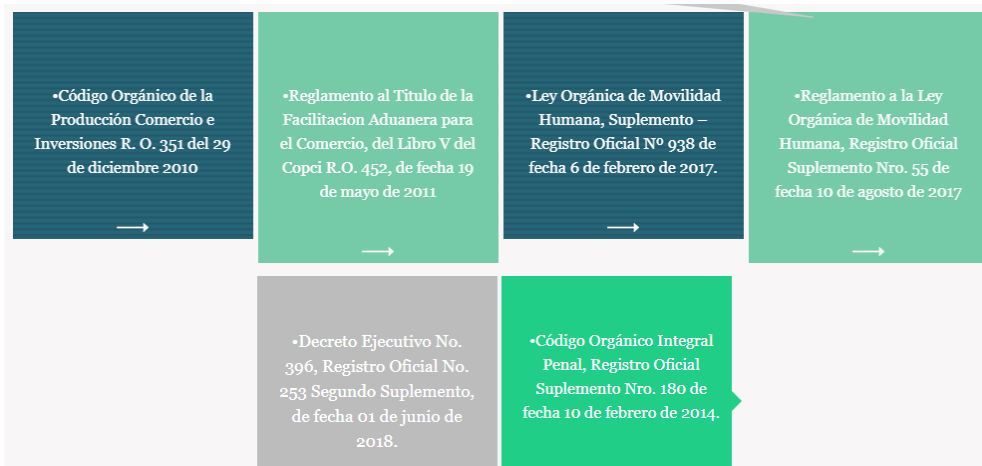 •Código Orgánico de la
Producción Comercio e
Inversiones R. O. 351 del 29
de diciembre 2010
•Reglamento al Titulo de la
Facilitacion Aduanera para
el Comercio, del Libro V del
Copci R.O. 452, de fecha 19
de mayo de 2011
•Ley Orgánica de Movilidad
Humana, Suplemento –
Registro Oficial Nº 938 de
fecha 6 de febrero de 2017.
•Reglamento a la Ley
Orgánica de Movilidad
Humana, Registro Oficial
Suplemento Nro. 55 de
fecha 10 de agosto de 2017
•Decreto Ejecutivo No.
396, Registro Oficial No.
253 Segundo Suplemento,
de fecha 01 de junio de
2018.
•Código Orgánico Integral
Penal, Registro Oficial
Suplemento Nro. 180 de
fecha 10 de febrero de 2014.